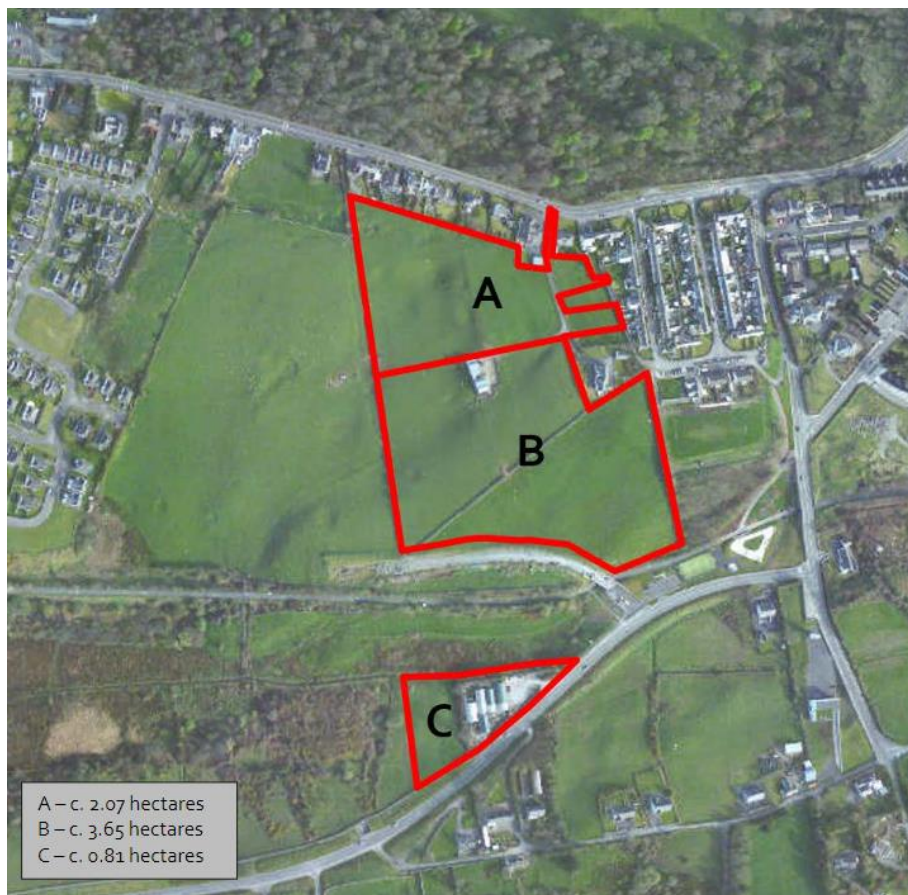 A
B
C
A – c. 2.07 hectares
B – c. 3.65 hectares
C – c. 0.81 hectares